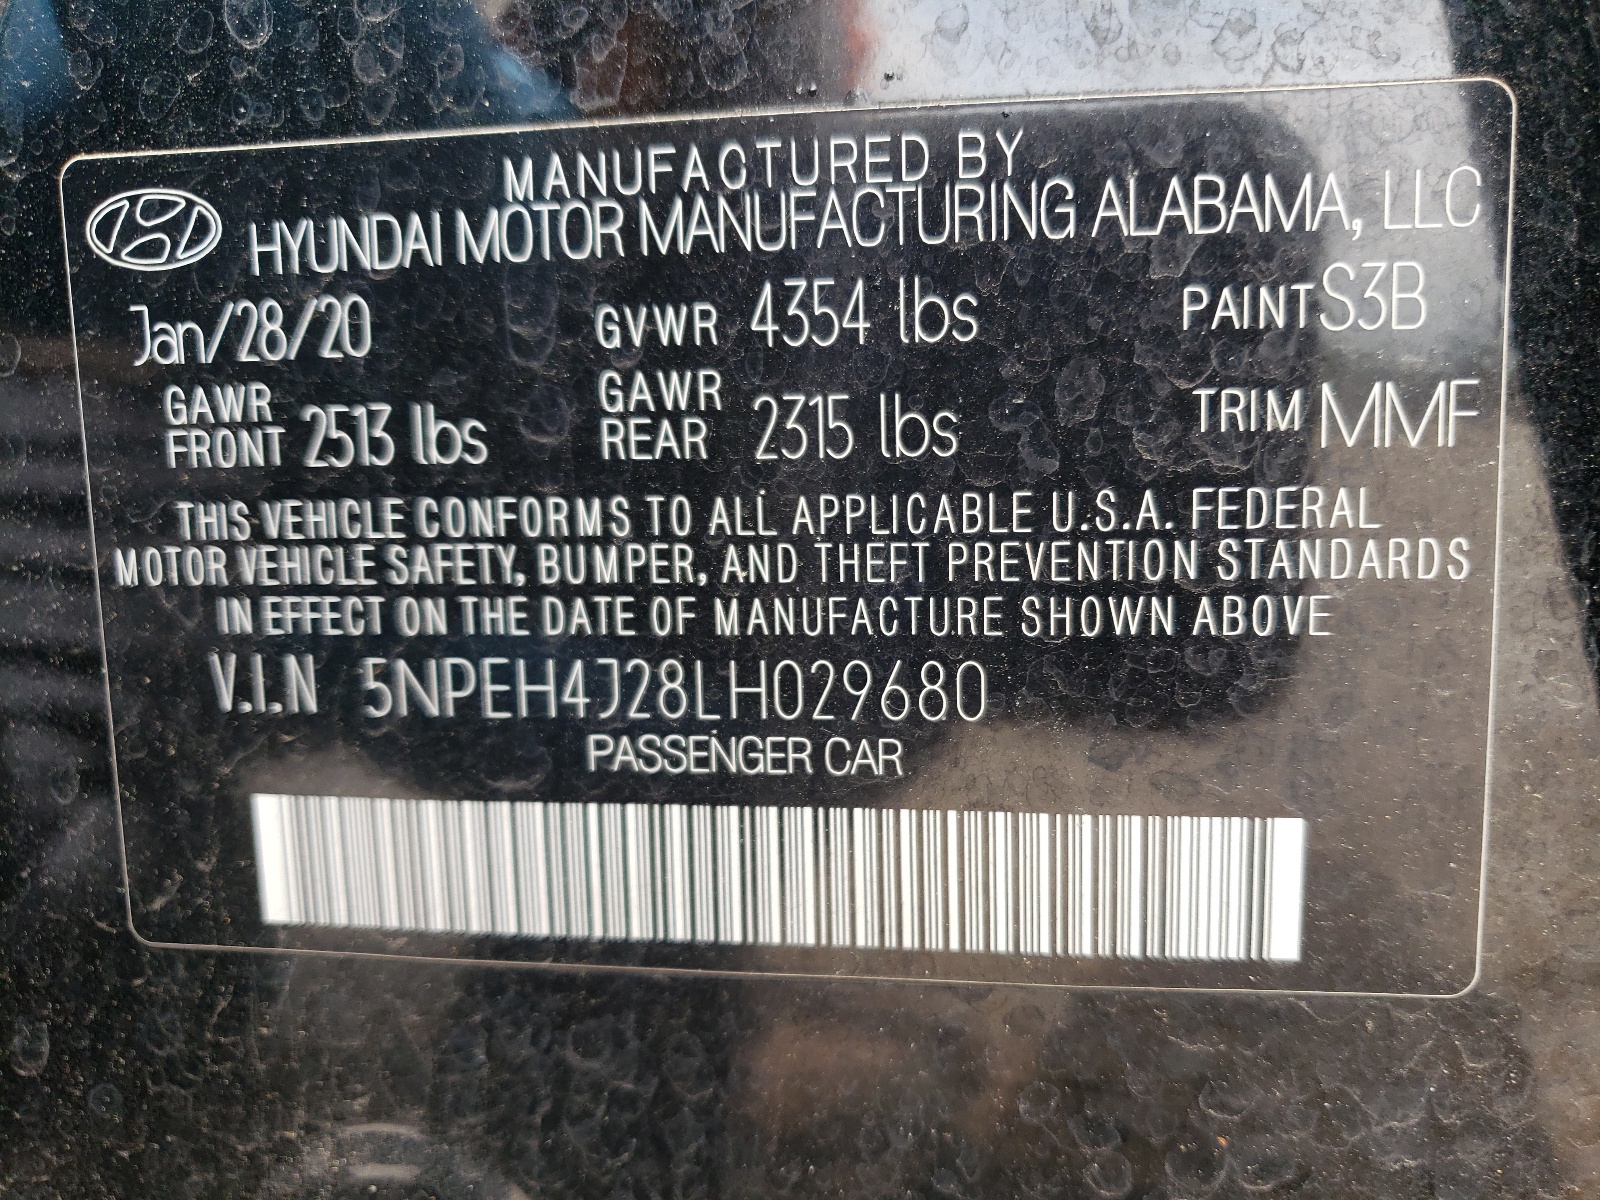 MANUFACTURED BY
HYUNDAI MOTOR MANUFACTURING ALABAMA, LLC
Jan/28/20 GVWR 4354 lbs PAINT S3B
GAWR FRONT 2513 lbs GAWR REAR 2315 lbs TRIM MMF
THIS VEHICLE CONFORMS TO ALL APPLICABLE U.S.A. FEDERAL
MOTOR VEHICLE SAFETY, BUMPER, AND THEFT PREVENTION STANDARDS
IN EFFECT ON THE DATE OF MANUFACTURE SHOWN ABOVE
V.I.N 5NPEH4J28LH029680
PASSENGER CAR